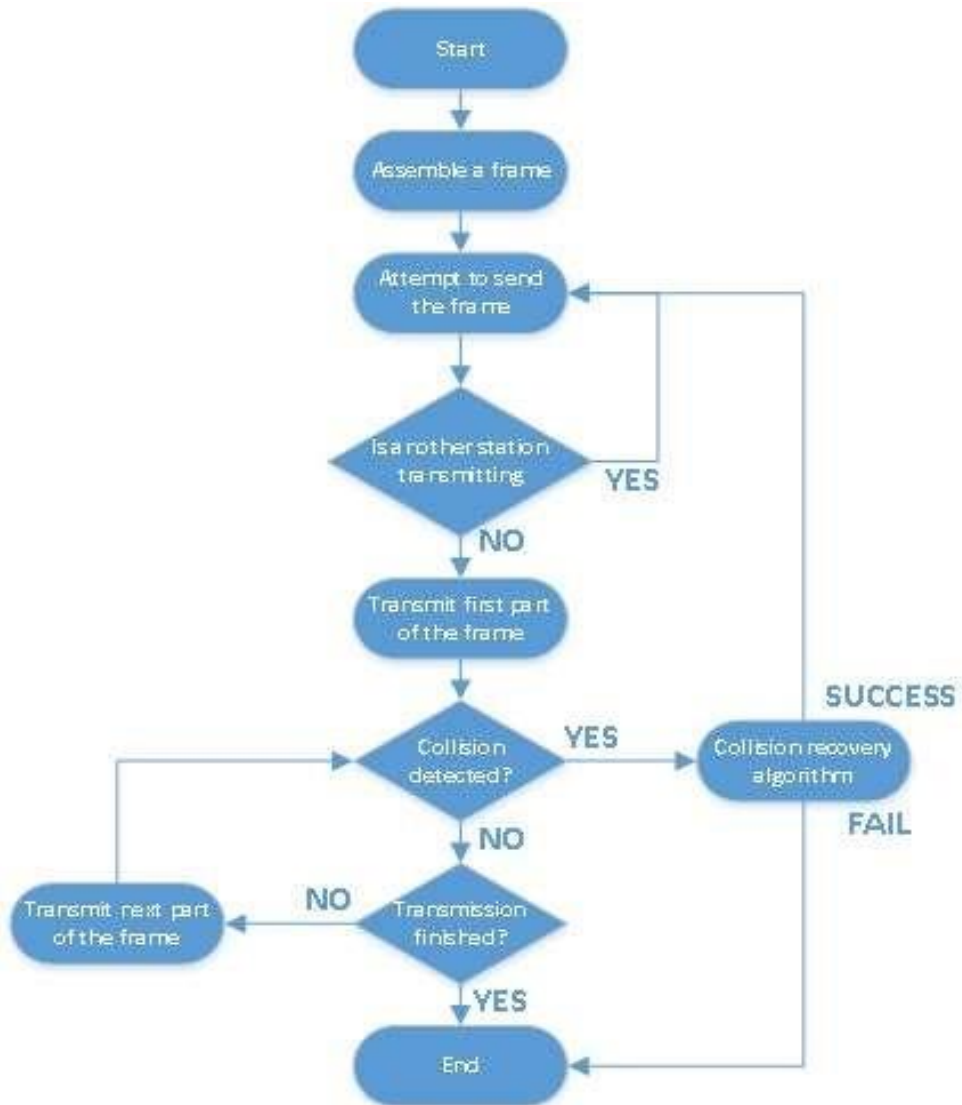 Start
Assemble a frame
Attempt to send
the frame
Is another station
transmitting
YES
NO
Transmit first part
of the frame
SUCCESS
Collision
detected?
YES
Collision recovery
algorithm
FAIL
NO
Transmit next part
of the frame
NO
Transmission
finished?
YES
End